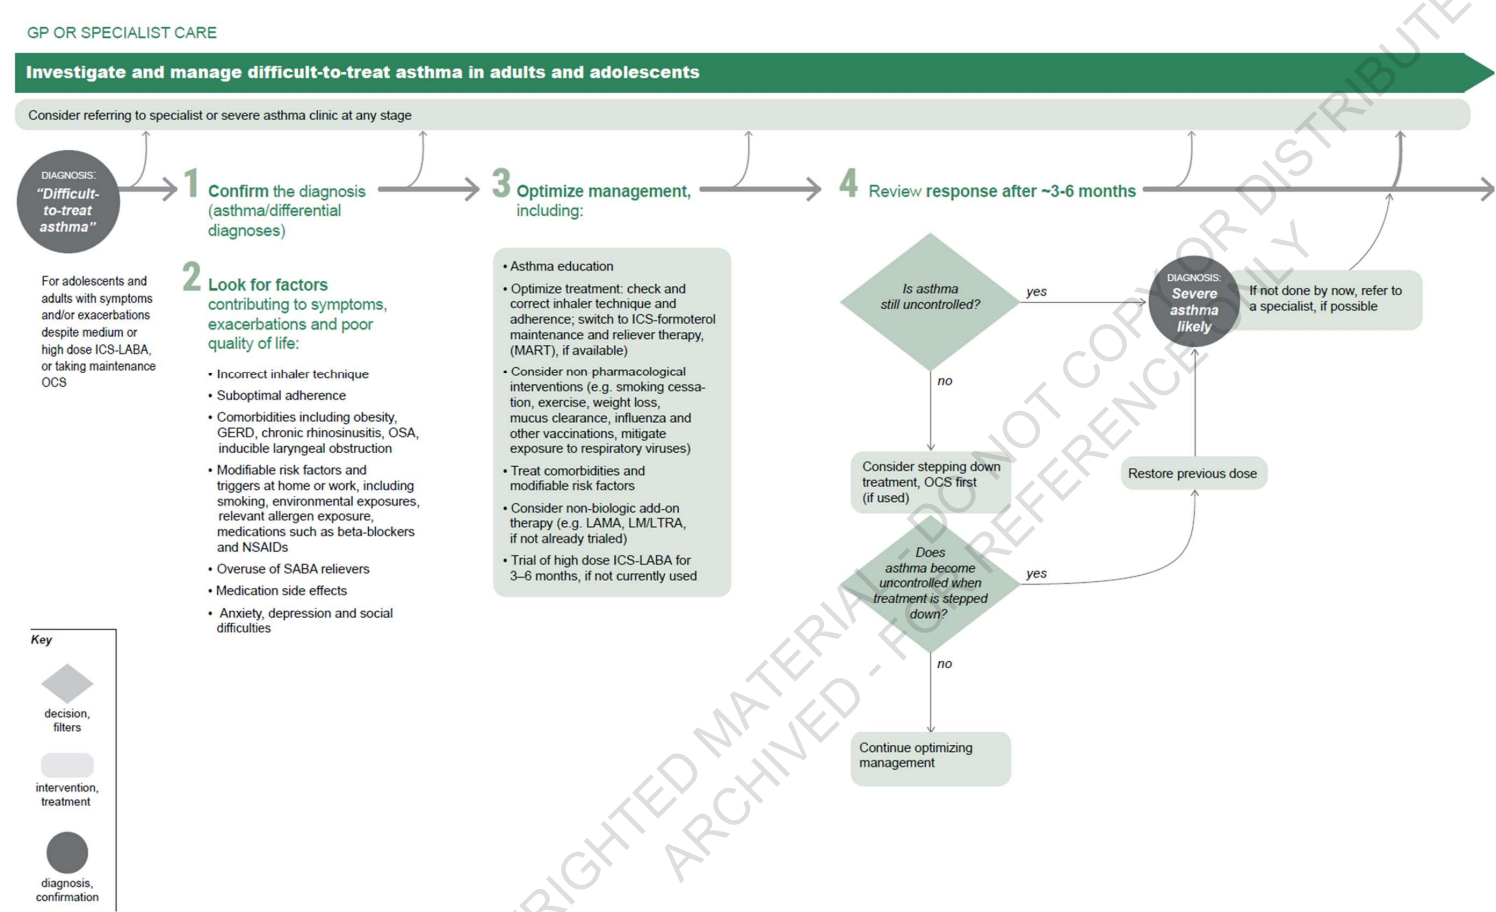 GP OR SPECIALIST CARE
Investigate and manage difficult-to-treat asthma in adults and adolescents
Consider referring to specialist or severe asthma clinic at any stage
DIAGNOSIS:
“Difficult-
to-treat
asthma”
For adolescents and
adults with symptoms
and/or exacerbations
despite medium or
high dose ICS-LABA,
or taking maintenance
OCS
1 Confirm the diagnosis
(asthma/differential
diagnoses)
2 Look for factors
contributing to symptoms,
exacerbations and poor
quality of life:
• Incorrect inhaler technique
• Suboptimal adherence
• Comorbidities including obesity,
GERD, chronic rhinosinusitis, OSA,
inducible laryngeal obstruction
• Modifiable risk factors and
triggers at home or work, including
smoking, environmental exposures,
relevant allergen exposure,
medications such as beta-blockers
and NSAIDs
• Overuse of SABA relievers
• Medication side effects
• Anxiety, depression and social
difficulties
3 Optimize management,
including:
• Asthma education
• Optimize treatment: check and
correct inhaler technique and
adherence; switch to ICS-formoterol
maintenance and reliever therapy,
(MART), if available)
• Consider non-pharmacological
interventions (e.g. smoking cessa-
tion, exercise, weight loss,
mucus clearance, influenza and
other vaccinations, mitigate
exposure to respiratory viruses)
• Treat comorbidities and
modifiable risk factors
• Consider non-biologic add-on
therapy (e.g. LAMA, LM/LTRA,
if not already trialed)
• Trial of high dose ICS-LABA for
3–6 months, if not currently used
4 Review response after ~3-6 months
Is asthma
still uncontrolled?
yes
no
DIAGNOSIS:
Severe
asthma
likely
If not done by now, refer to
a specialist, if possible
Consider stepping down
treatment, OCS first
(if used)
Restore previous dose
Does
asthma become
uncontrolled when
treatment is stepped
down?
yes
no
Continue optimizing
management
Key
decision,
filters
intervention,
treatment
diagnosis,
confirmation
RIGHTED MATERIAL - DO NOT COPY OR DISTRIBUTE
ARCHIVED - FOR REFERENCE ONLY